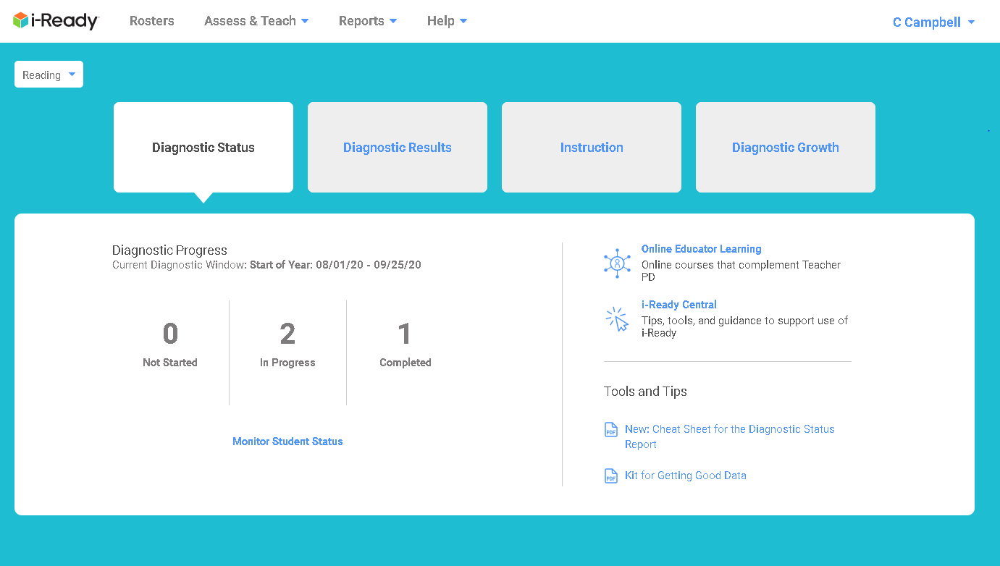 i-Ready
Rosters
Assess & Teach
Reports
Help
C Campbell
Reading
Diagnostic Status
Diagnostic Results
Instruction
Diagnostic Growth
Diagnostic Progress
Current Diagnostic Window: Start of Year: 08/01/20 - 09/25/20
0
Not Started
2
In Progress
1
Completed
Monitor Student Status
Online Educator Learning
Online courses that complement Teacher
PD
i-Ready Central
Tips, tools, and guidance to support use of
i-Ready
Tools and Tips
PDF
New: Cheat Sheet for the Diagnostic Status
Report
PDF
Kit for Getting Good Data